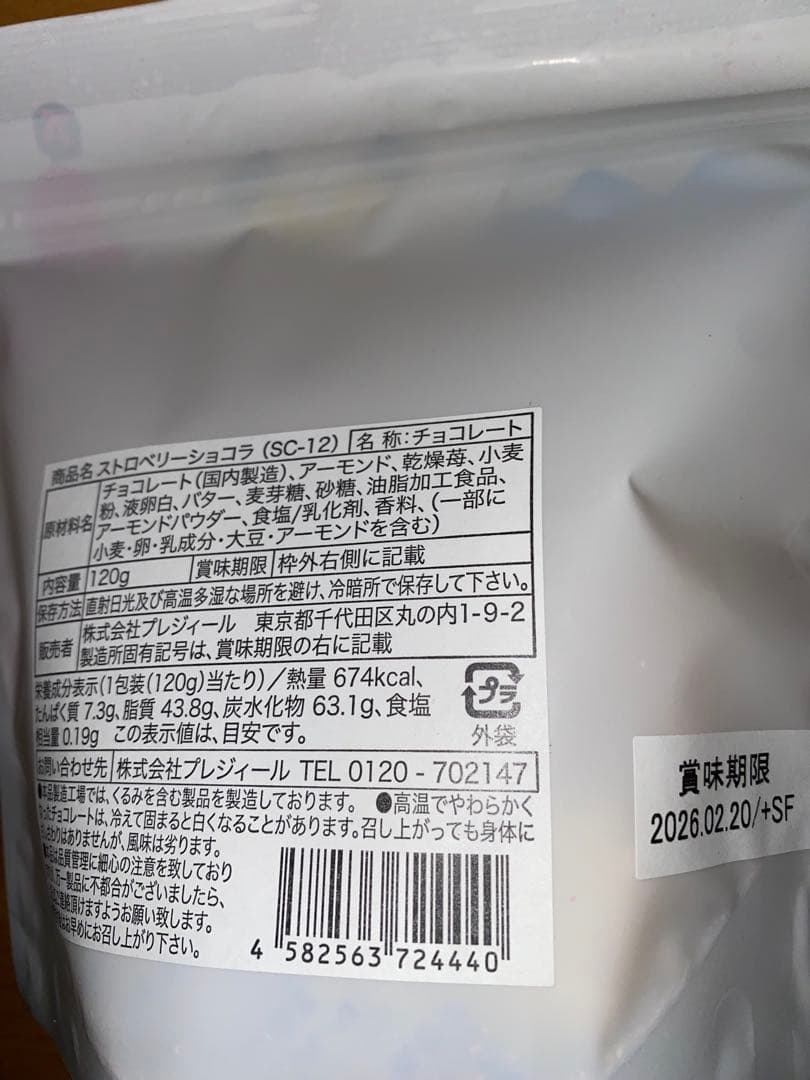 商品名 ストロベリーショコラ (SC-12) 名 称:チョコレート
原材料名 チョコレート(国内製造)、アーモンド、乾燥苺、小麦
粉、液卵白、バター、麦芽糖、砂糖、油脂加工食品、
アーモンドパウダー、食塩/乳化剤、香料、(一部に
小麦・卵・乳成分・大豆・アーモンドを含む)
内容量 120g 賞味期限 枠外右側に記載
保存方法 直射日光及び高温多湿な場所を避け、冷暗所で保存して下さい。
販売者 株式会社プレジィール 東京都千代田区丸の内1-9-2
製造所固有記号は、賞味期限の右に記載
栄養成分表示(1包装(120g)当たり)/熱量 674kcal、
たんぱく質 7.3g、脂質 43.8g、炭水化物 63.1g、食塩
相当量 0.19g この表示値は、目安です。
プラ
外袋
お問い合わせ先 株式会社プレジィール TEL 0120-702147
●本品製造工場では、くるみを含む製品を製造しております。 ●高温でやわらかく
なったチョコレートは、冷えて固まると白くなることがあります。召し上がっても身体に
さわりはありませんが、風味は劣ります。
品質管理に細心の注意を致しており
万一製品に不都合がございましたら、
ご連絡頂けますようお願い致します。
お早めにお召し上がり下さい。
4 582563 724440
賞味期限
2026.02.20/+SF